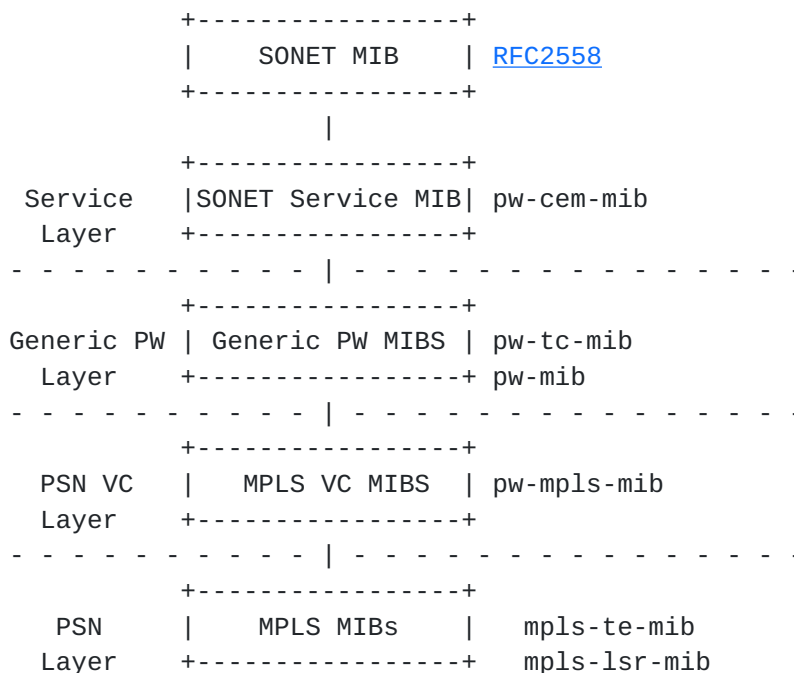 +-----------------+
|    SONET MIB    | RFC2558
+-----------------+
|
+-----------------+
Service   |SONET Service MIB| pw-cem-mib
Layer    +-----------------+
- - - - - - - - - - | - - - - - - - - - - - - - - -
+-----------------+
Generic PW | Generic PW MIBS | pw-tc-mib
Layer    +-----------------+ pw-mib
- - - - - - - - - - | - - - - - - - - - - - - - - -
+-----------------+
PSN VC   |   MPLS VC MIBS  | pw-mpls-mib
Layer    +-----------------+
- - - - - - - - - - | - - - - - - - - - - - - - - -
+-----------------+
PSN     |    MPLS MIBs    |   mpls-te-mib
Layer    +-----------------+   mpls-lsr-mib